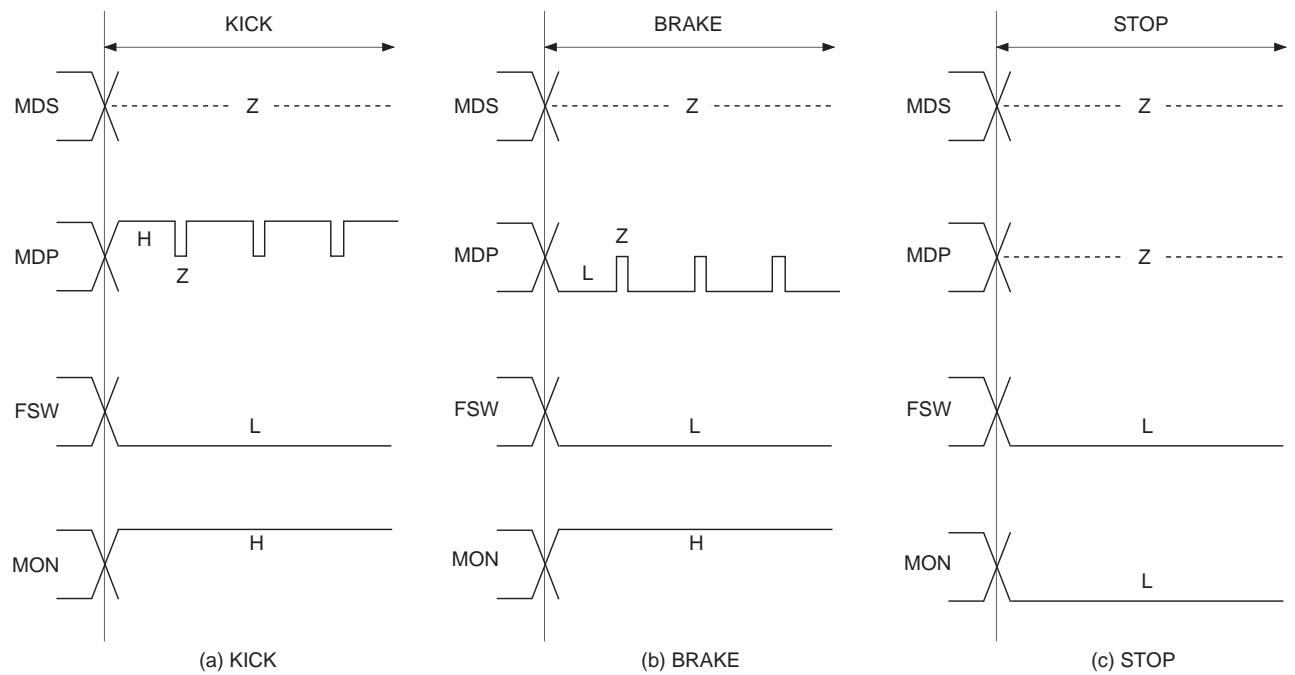 KICK
MDS
Z
MDP
H
Z
FSW
L
MON
H
(a) KICK
BRAKE
MDS
Z
MDP
Z
L
FSW
L
MON
H
(b) BRAKE
STOP
MDS
Z
MDP
Z
FSW
L
MON
L
(c) STOP